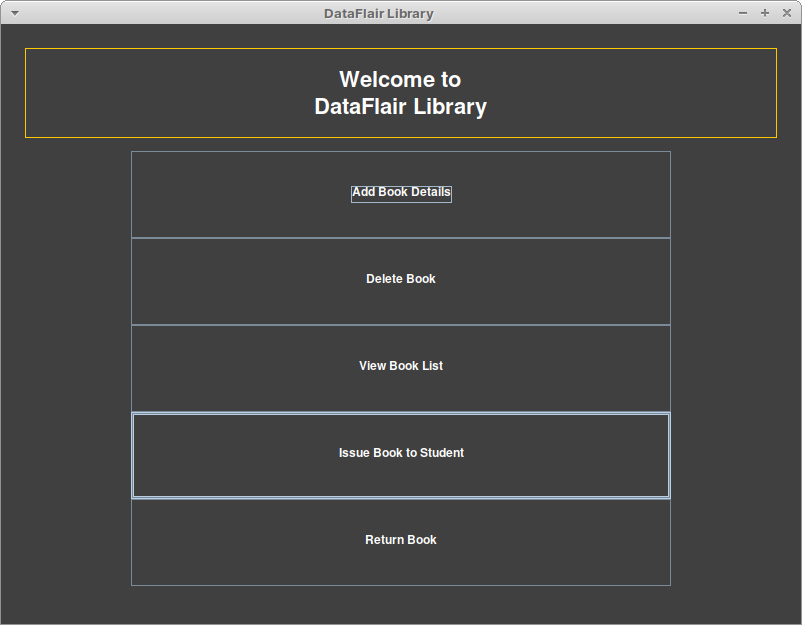 DataFlair Library
Welcome to
DataFlair Library
Add Book Details
Delete Book
View Book List
Issue Book to Student
Return Book